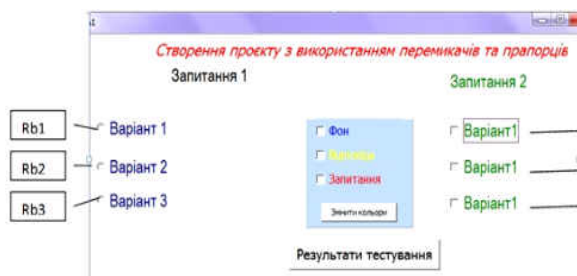 Створення проєкту з використанням перемикачів та прапорців
Запитання 1
Запитання 2
Rb1
Варіант 1
Rb2
Варіант 2
Rb3
Варіант 3
Фон
Запитання
Змінити кольори
Варіант1
Варіант1
Варіант1
Результати тестування